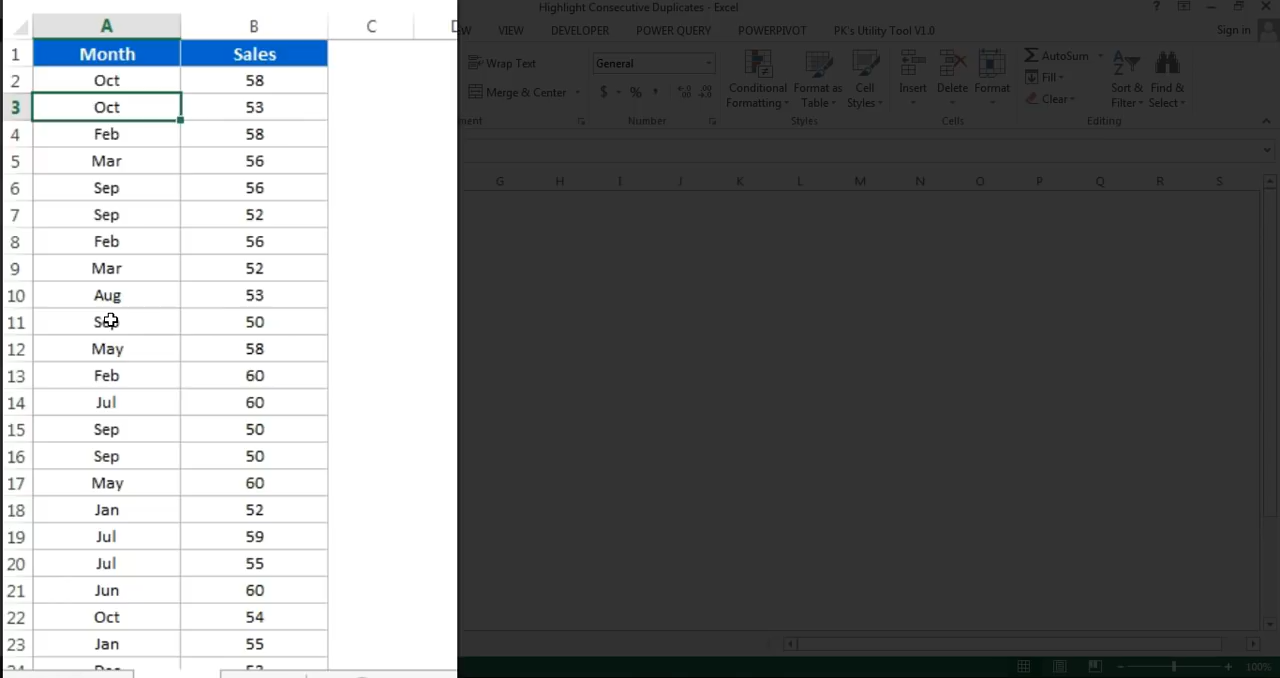 Highlight Consecutive Duplicates - Excel
VIEW DEVELOPER POWER QUERY POWERPIVOT PK's Utility Tool V1.0 Sign in
Wrap Text General AutoSum
Merge & Center $ % Conditional Formatting Format as Table Cell Styles Insert Delete Format Fill Clear Sort & Filter Find & Select
Number Styles Cells Editing
A B C
G H I J K L M N O P Q R S
1 Month Sales
2 Oct 58
3 Oct 53
4 Feb 58
5 Mar 56
6 Sep 56
7 Sep 52
8 Feb 56
9 Mar 52
10 Aug 53
11 Sep 50
12 May 58
13 Feb 60
14 Jul 60
15 Sep 50
16 Sep 50
17 May 60
18 Jan 52
19 Jul 59
20 Jul 55
21 Jun 60
22 Oct 54
23 Jan 55
100%